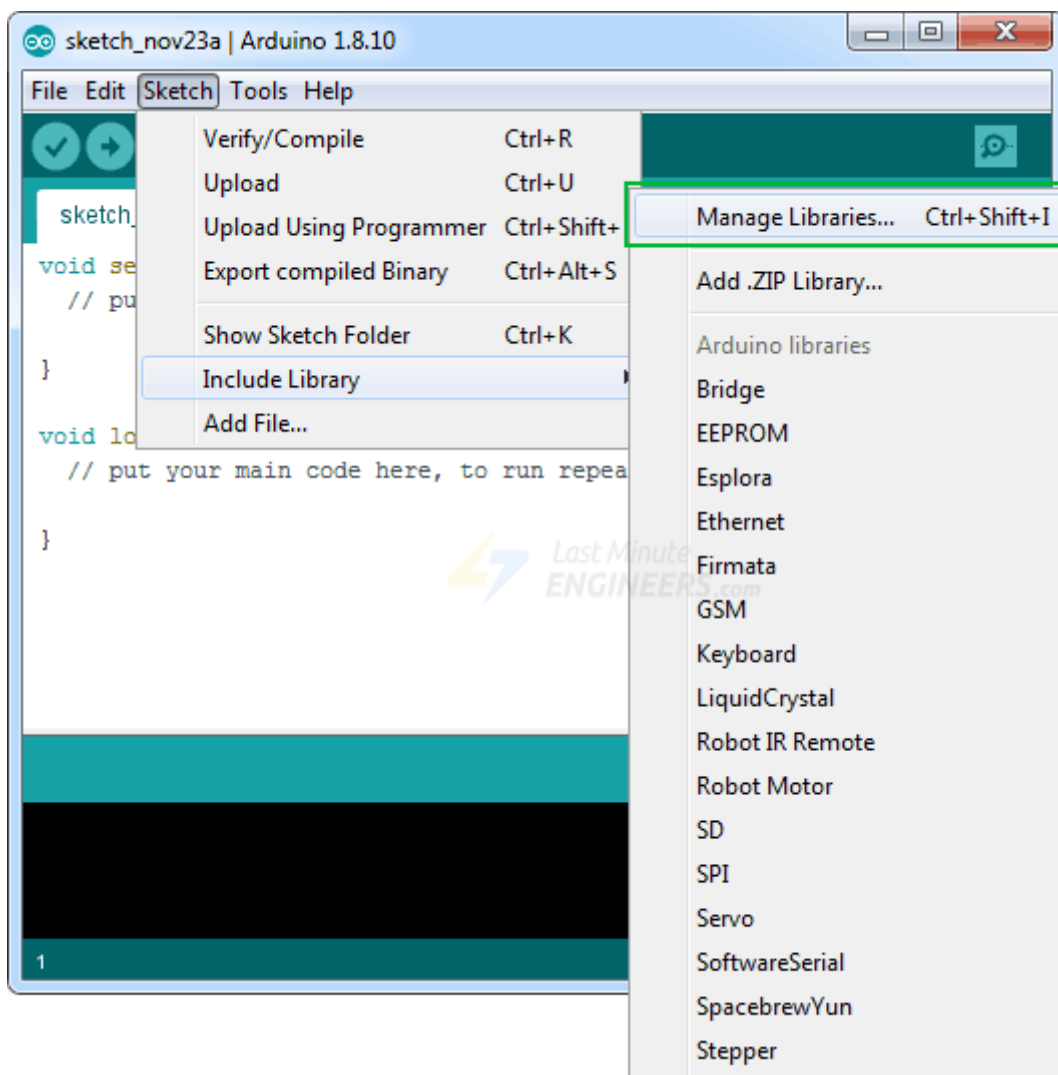 sketch_nov23a | Arduino 1.8.10
File Edit Sketch Tools Help
Verify/Compile Ctrl+R
Upload Ctrl+U
Upload Using Programmer Ctrl+Shift+
Export compiled Binary Ctrl+Alt+S
Show Sketch Folder Ctrl+K
Include Library
Add File...
Manage Libraries... Ctrl+Shift+I
Add .ZIP Library...
Arduino libraries
Bridge
EEPROM
Esplora
Ethernet
Firmata
GSM
Keyboard
LiquidCrystal
Robot IR Remote
Robot Motor
SD
SPI
Servo
SoftwareSerial
SpacebrewYun
Stepper
sketch_
void se
// pu
}
void lo
// put your main code here, to run repea
}
Last Minute
ENGINEERS.com
1